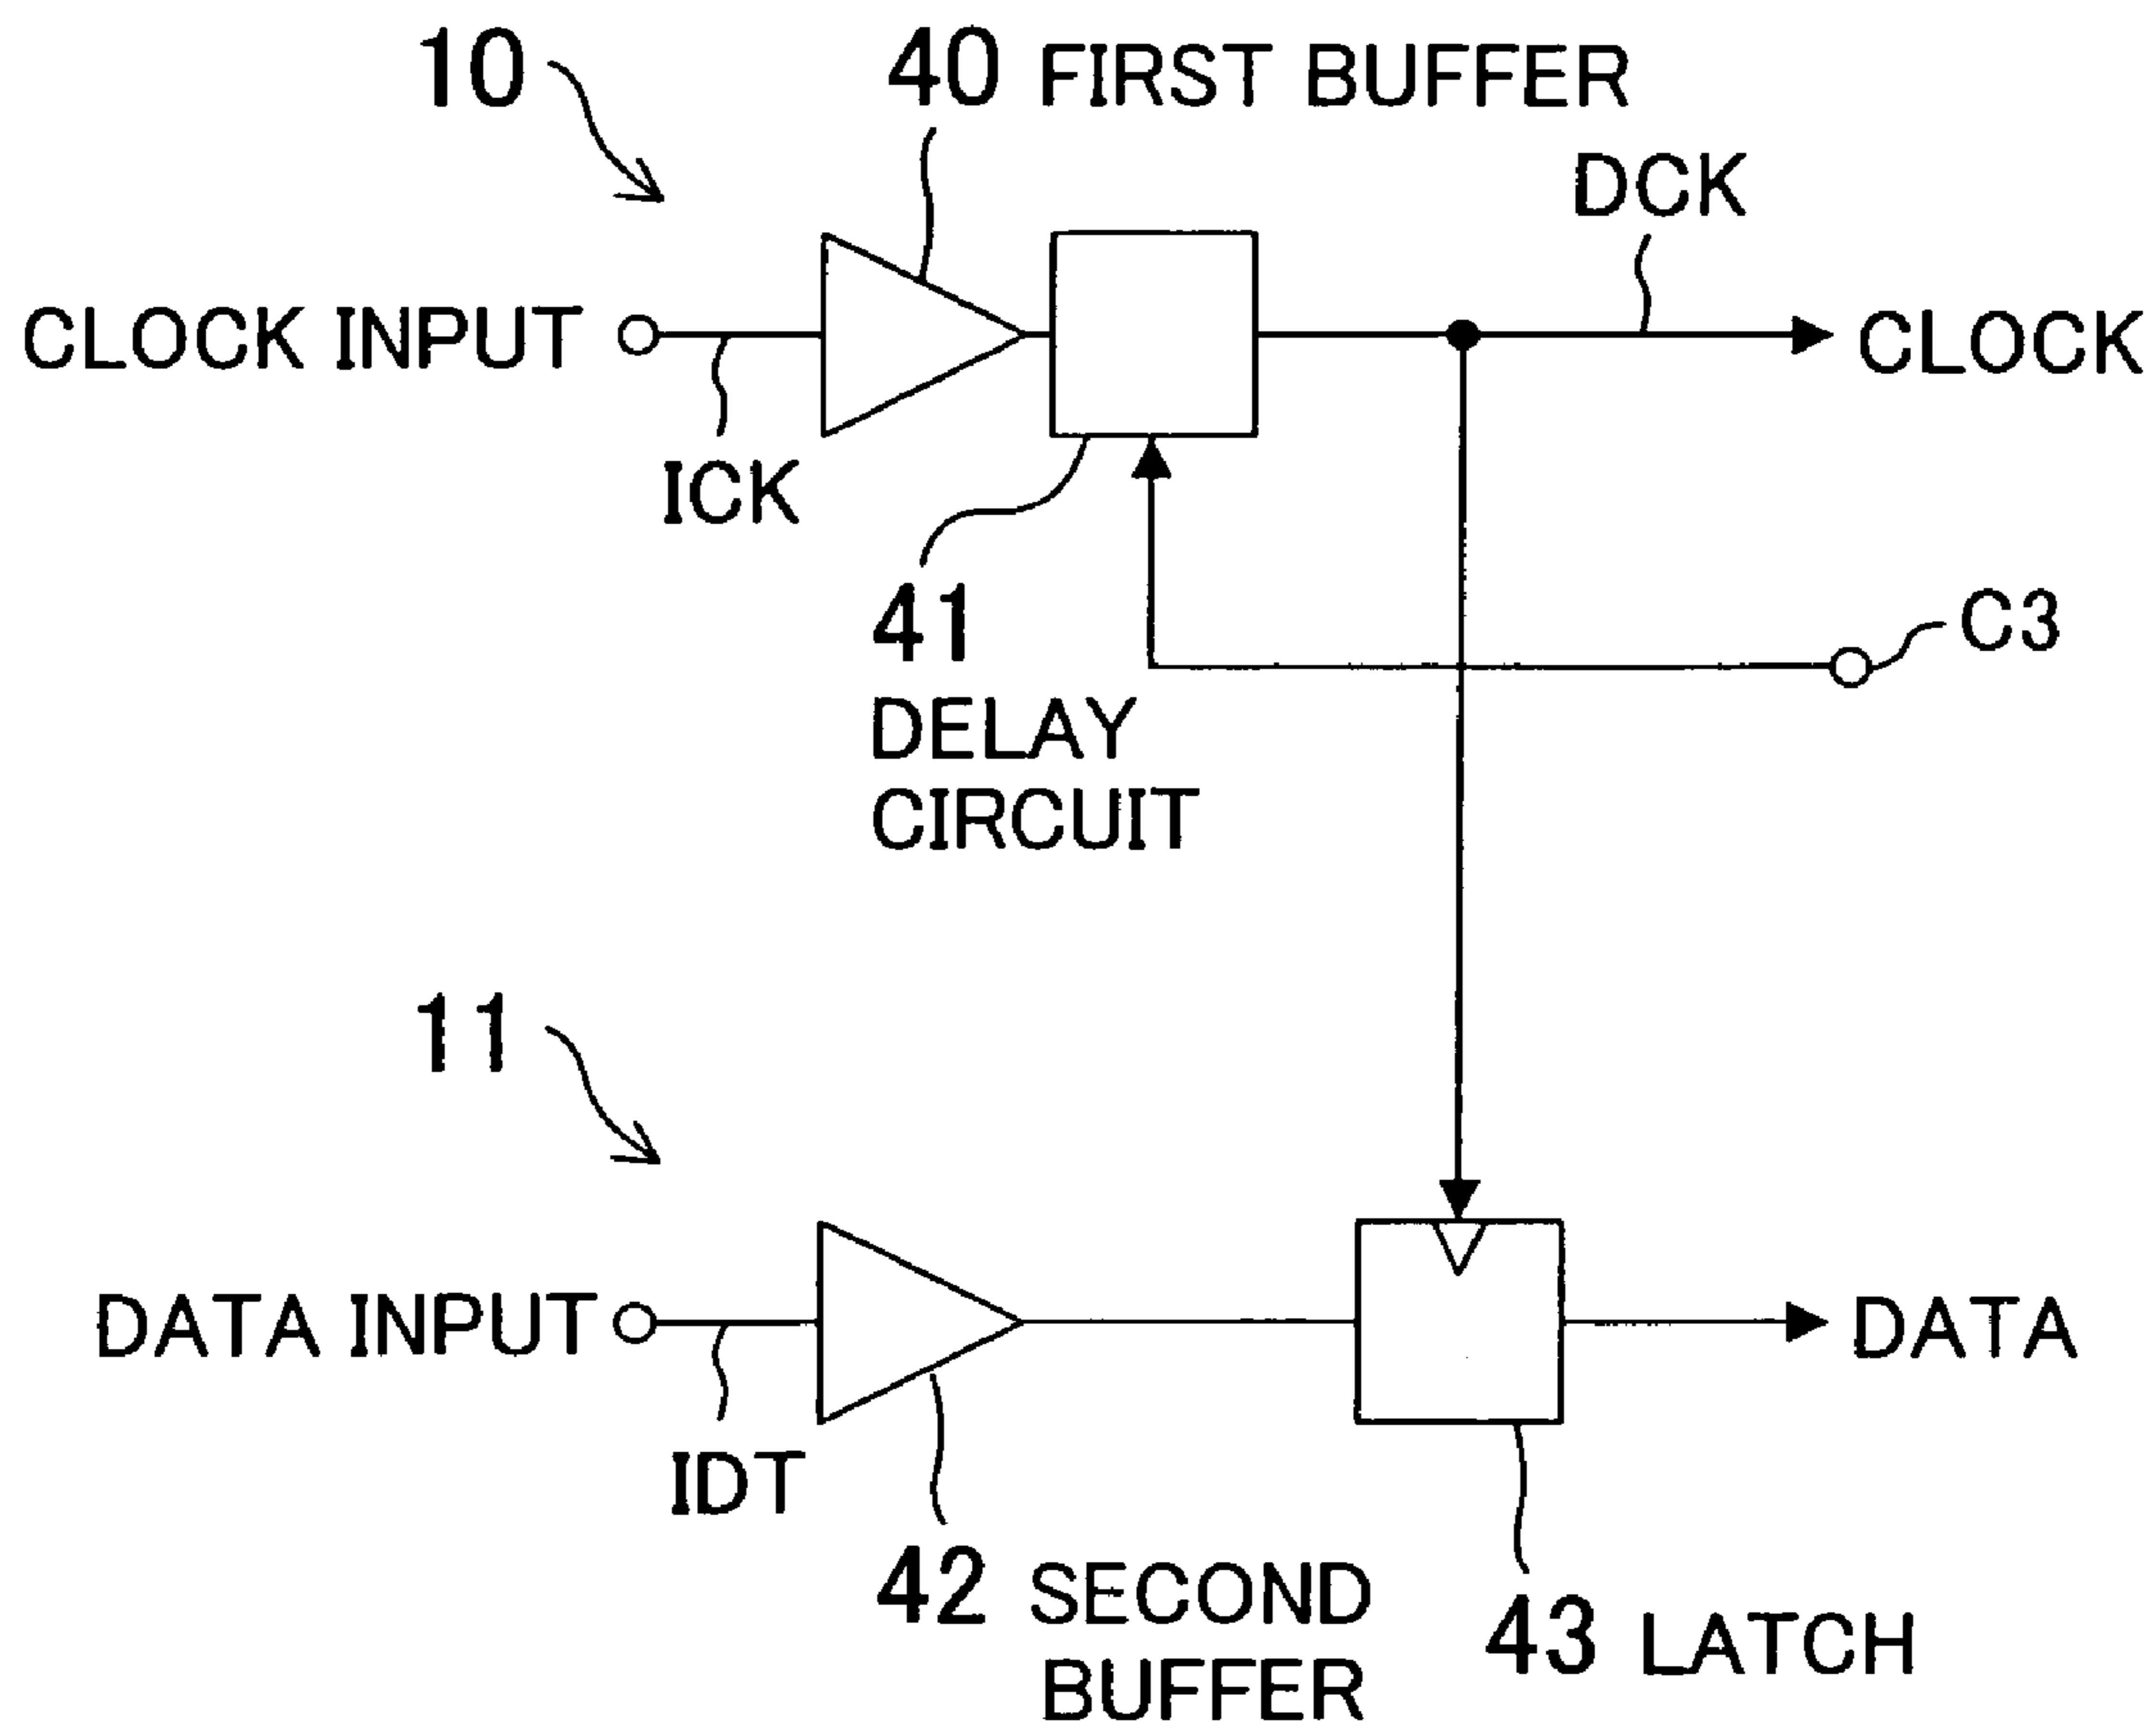 10
40 FIRST BUFFER
DCK
CLOCK INPUT
CLOCK
ICK
41
DELAY
CIRCUIT
C3
11
DATA INPUT
DATA
IDT
42 SECOND
BUFFER
43 LATCH